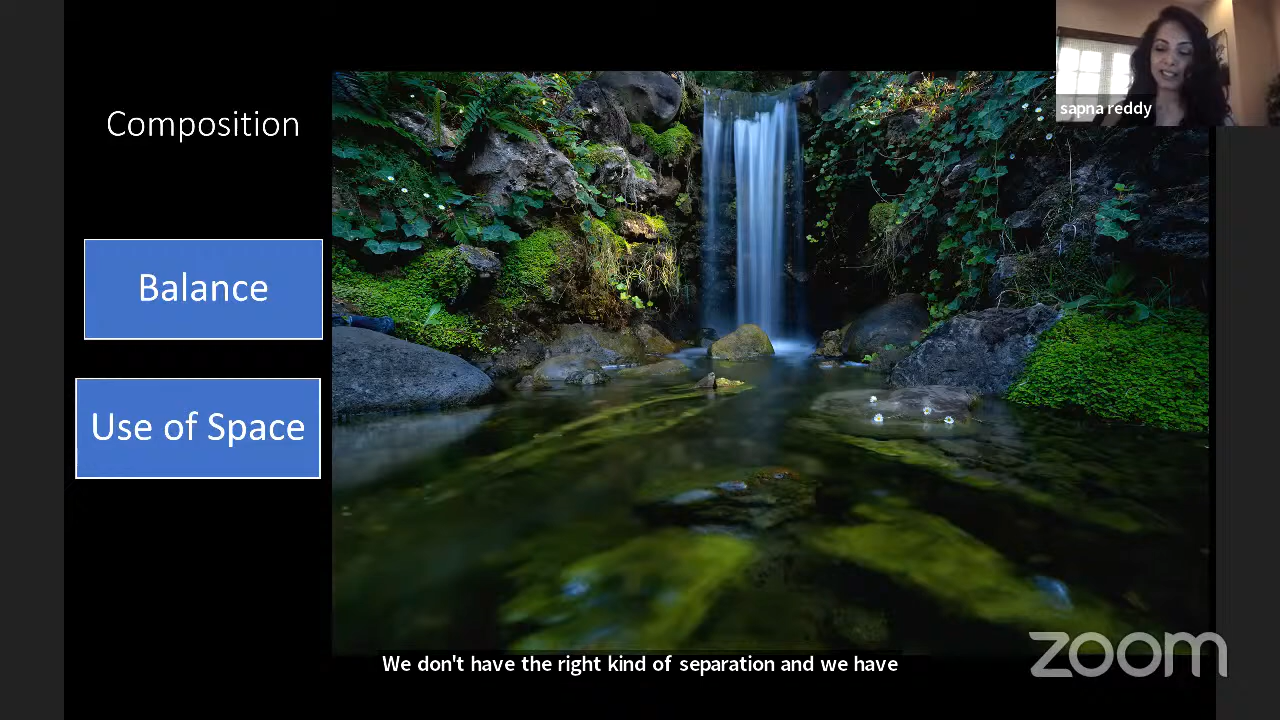 Composition
sapna reddy
Balance
Use of Space
We don't have the right kind of separation and we have
zoom